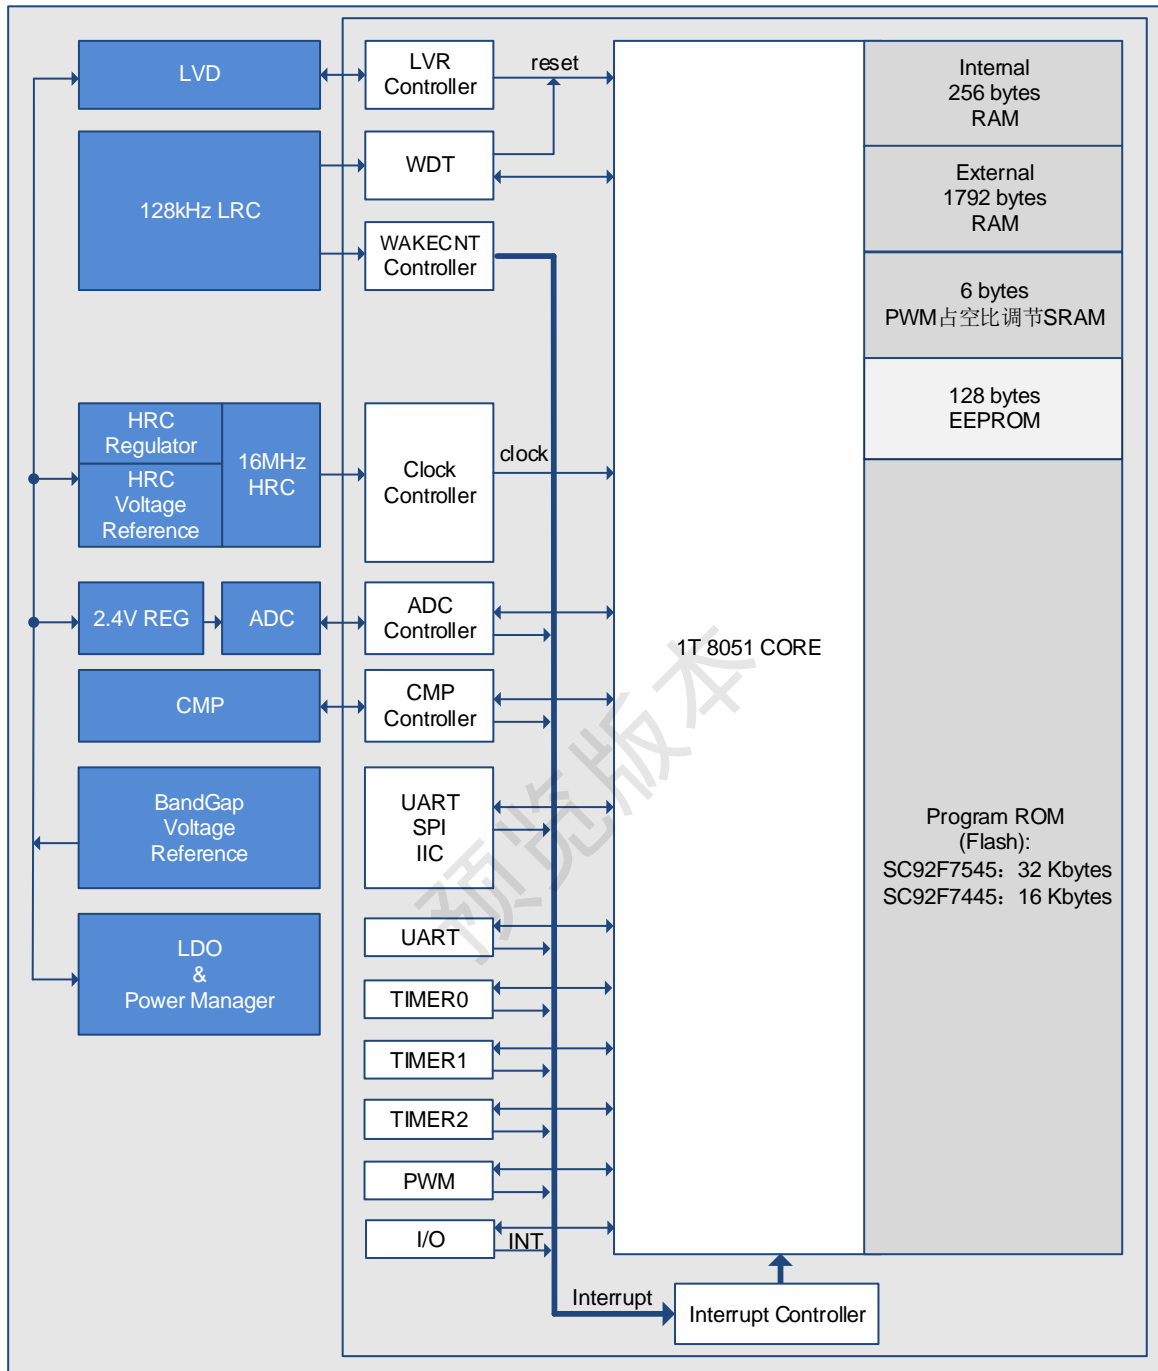 LVD
LVR
Controller
reset
Internal
256 bytes
RAM
128kHz LRC
WDT
External
1792 bytes
RAM
WAKECNT
Controller
6 bytes
PWM占空比调节SRAM
128 bytes
EEPROM
HRC
Regulator
HRC
Voltage
Reference
16MHz
HRC
Clock
Controller
clock
2.4V REG
ADC
ADC
Controller
1T 8051 CORE
CMP
CMP
Controller
BandGap
Voltage
Reference
UART
SPI
IIC
Program ROM
(Flash):
SC92F7545：32 Kbytes
SC92F7445：16 Kbytes
预览版本
LDO
&
Power Manager
UART
TIMER0
TIMER1
TIMER2
PWM
I/O
INT
Interrupt
Interrupt Controller